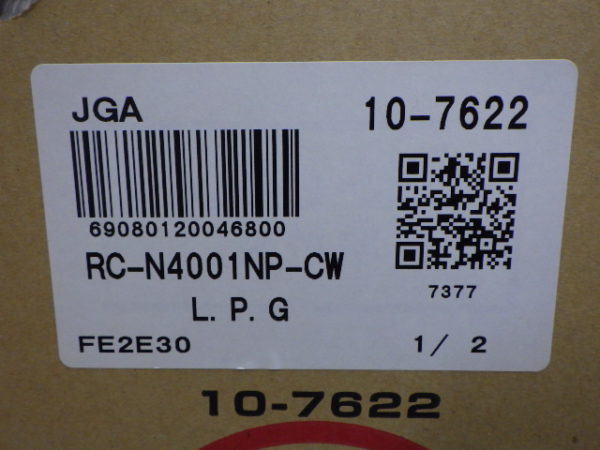 JGA 10-7622
69080120046800
RC-N4001NP-CW
7377
L. P. G
FE2E30 1/ 2
10-7622